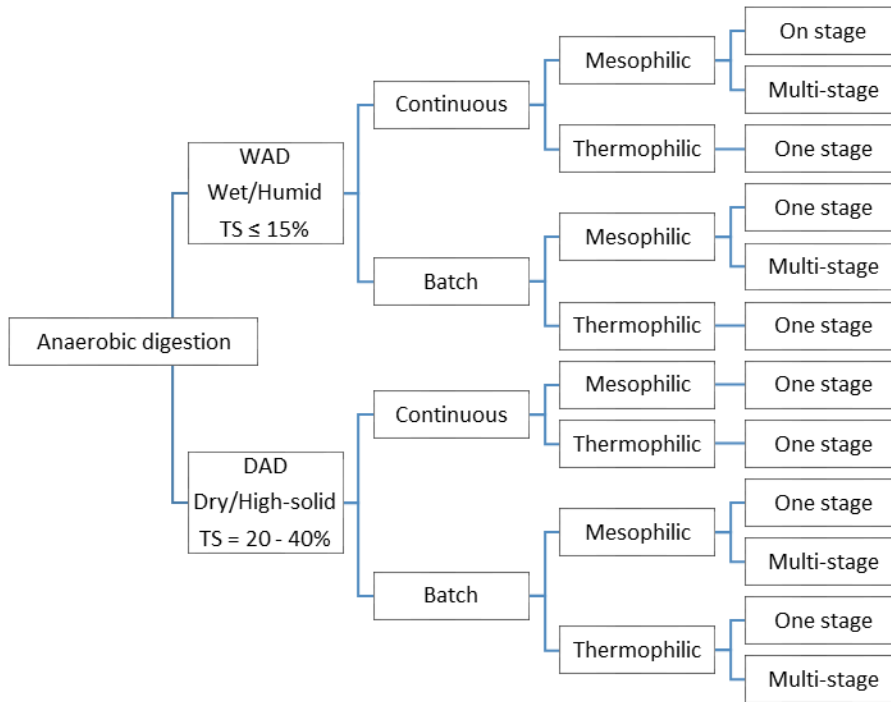 On stage
Mesophilic
Multi-stage
Continuous
Thermophilic
One stage
WAD
Wet/Humid
TS ≤ 15%
One stage
Mesophilic
Multi-stage
Batch
Thermophilic
One stage
Anaerobic digestion
Mesophilic
One stage
Continuous
Thermophilic
One stage
DAD
Dry/High-solid
TS = 20 - 40%
One stage
Mesophilic
Multi-stage
Batch
One stage
Thermophilic
Multi-stage